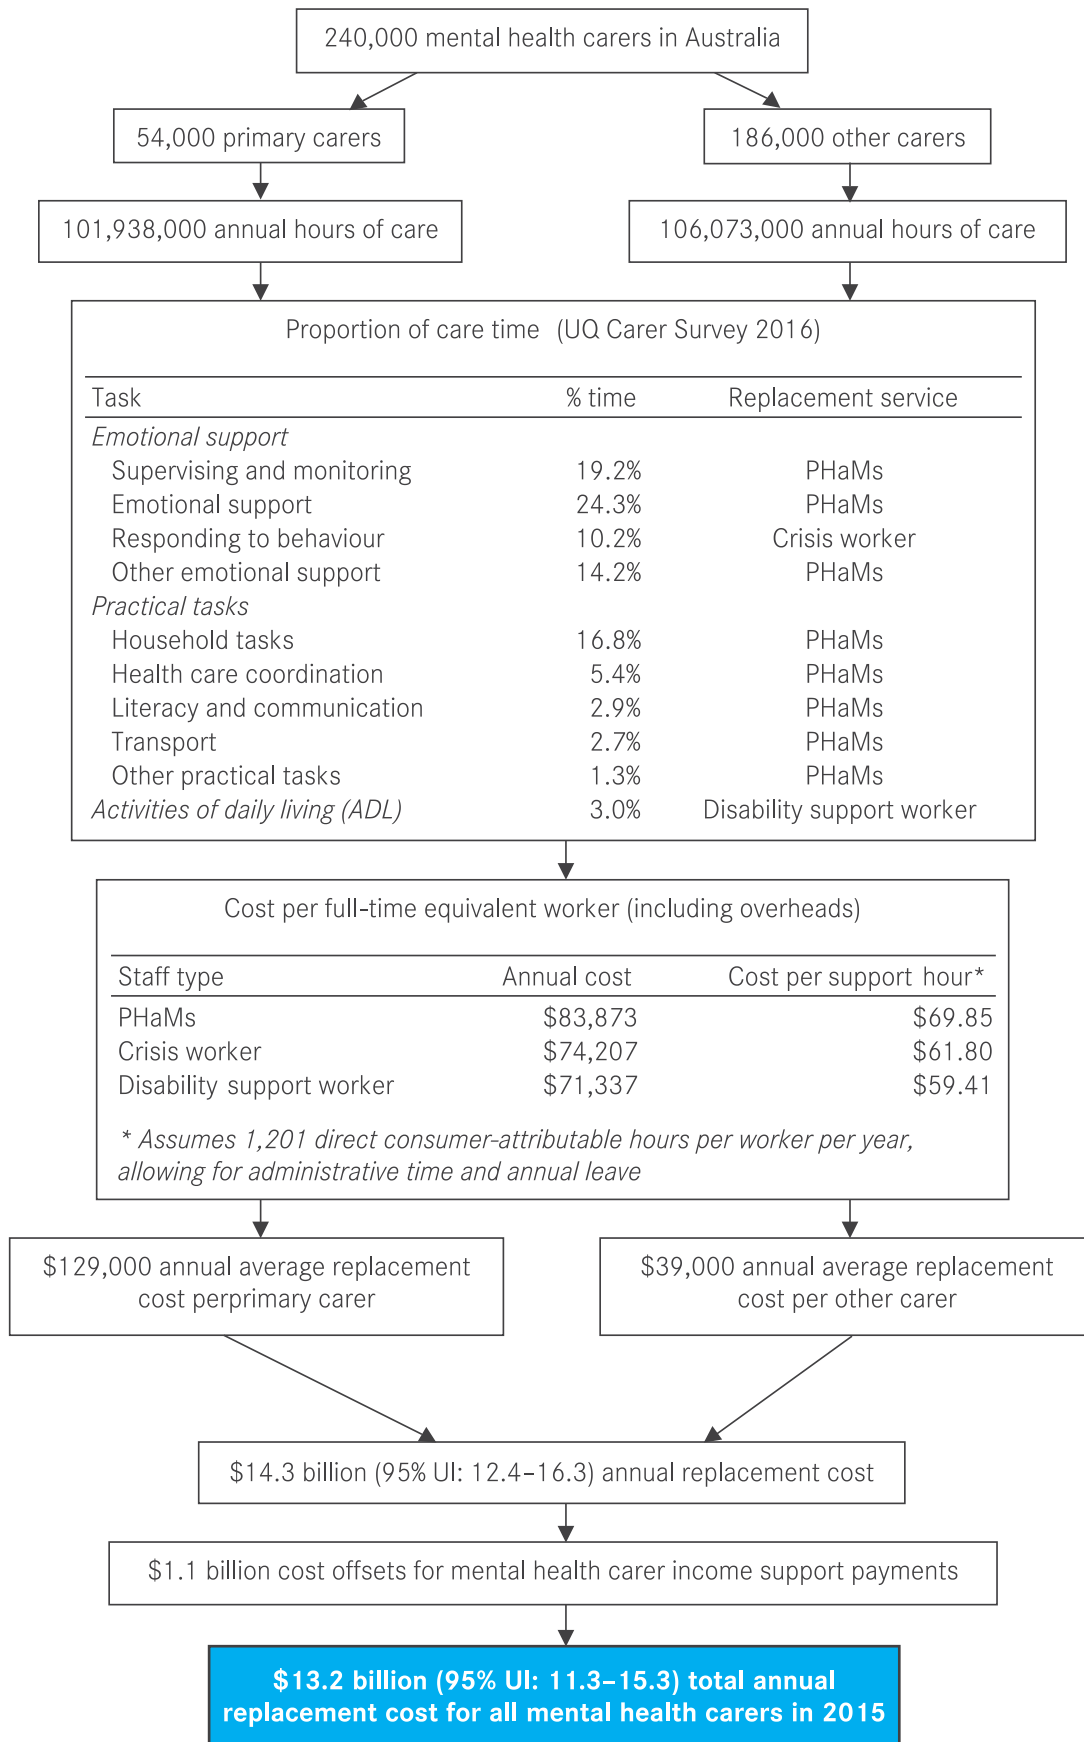 240,000 mental health carers in Australia
54,000 primary carers
186,000 other carers
101,938,000 annual hours of care
106,073,000 annual hours of care
Proportion of care time (UQ Carer Survey 2016)
Task % time Replacement service
Emotional support
Supervising and monitoring 19.2% PHaMs
Emotional support 24.3% PHaMs
Responding to behaviour 10.2% Crisis worker
Other emotional support 14.2% PHaMs
Practical tasks
Household tasks 16.8% PHaMs
Health care coordination 5.4% PHaMs
Literacy and communication 2.9% PHaMs
Transport 2.7% PHaMs
Other practical tasks 1.3% PHaMs
Activities of daily living (ADL) 3.0% Disability support worker
Cost per full-time equivalent worker (including overheads)
Staff type Annual cost Cost per support hour*
PHaMs $83,873 $69.85
Crisis worker $74,207 $61.80
Disability support worker $71,337 $59.41
* Assumes 1,201 direct consumer-attributable hours per worker per year,
allowing for administrative time and annual leave
$129,000 annual average replacement
cost perprimary carer
$39,000 annual average replacement
cost per other carer
$14.3 billion (95% UI: 12.4–16.3) annual replacement cost
$1.1 billion cost offsets for mental health carer income support payments
$13.2 billion (95% UI: 11.3–15.3) total annual
replacement cost for all mental health carers in 2015